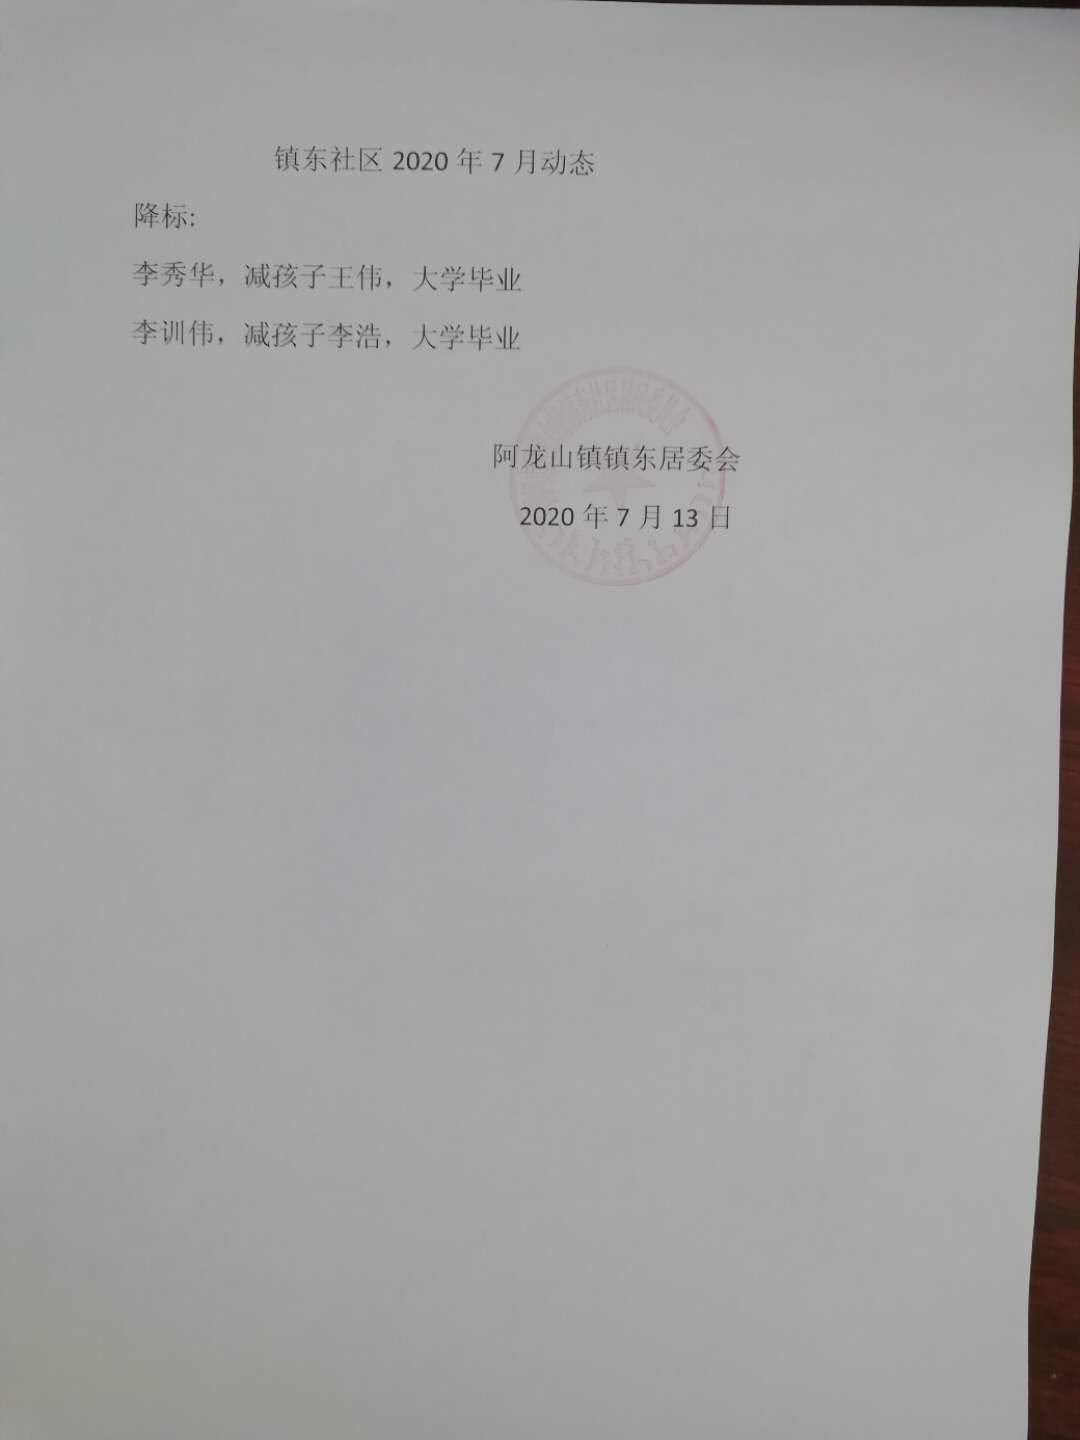 镇东社区 2020 年 7 月动态
降标:
李秀华，减孩子王伟，大学毕业
李训伟，减孩子李浩，大学毕业
阿龙山镇镇东居委会
2020 年 7 月 13 日